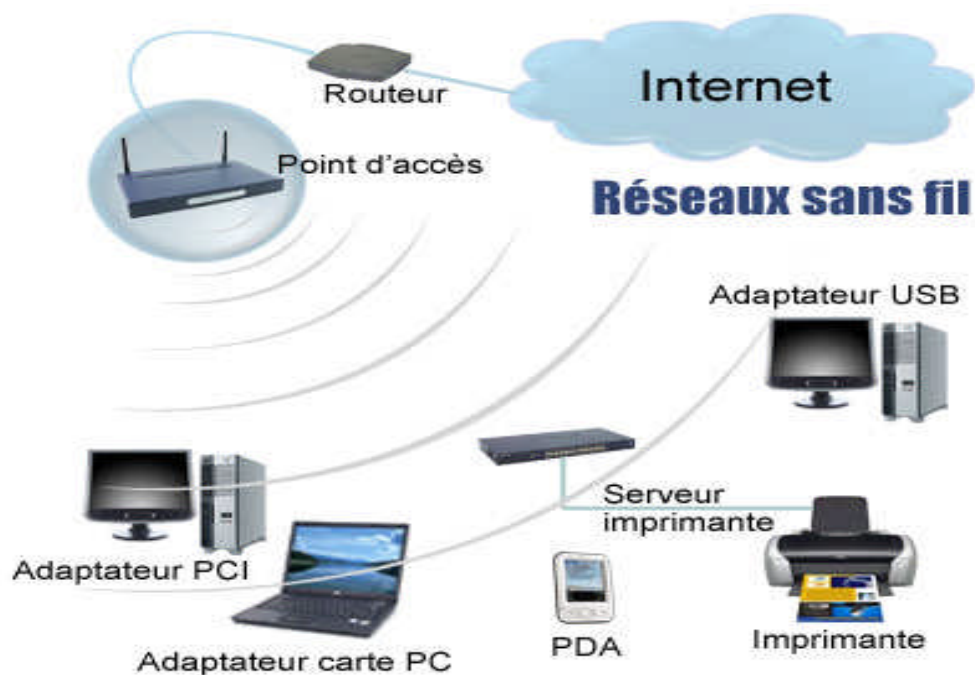 Internet
Routeur
Point d'accès
Réseaux sans fil
Adaptateur USB
Serveur
imprimante
Adaptateur PCI
PDA
Imprimante
Adaptateur carte PC